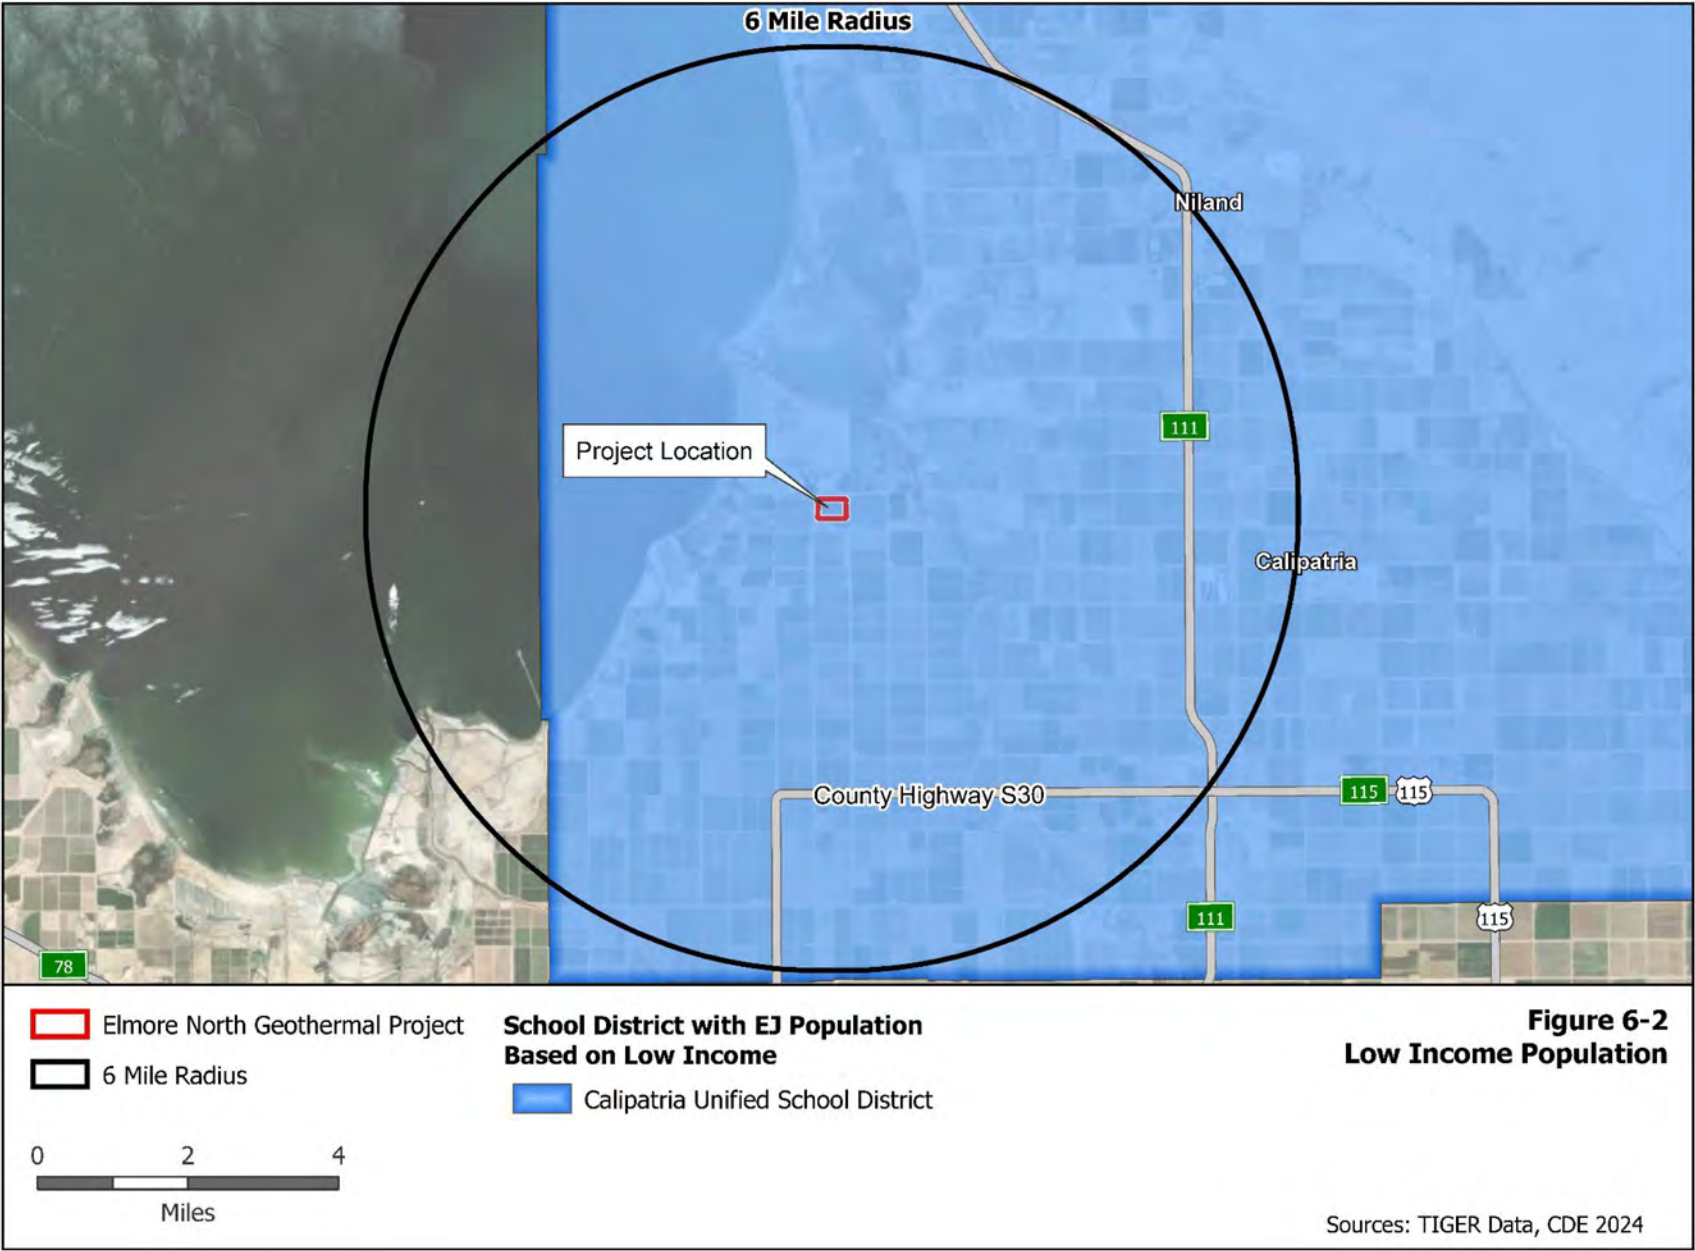 6 Mile Radius
Niland
111
Project Location
Calipatria
County Highway S30
115
115
111
115
78
Elmore North Geothermal Project
6 Mile Radius
School District with EJ Population
Based on Low Income
Calipatria Unified School District
Figure 6-2
Low Income Population
0 2 4
Miles
Sources: TIGER Data, CDE 2024